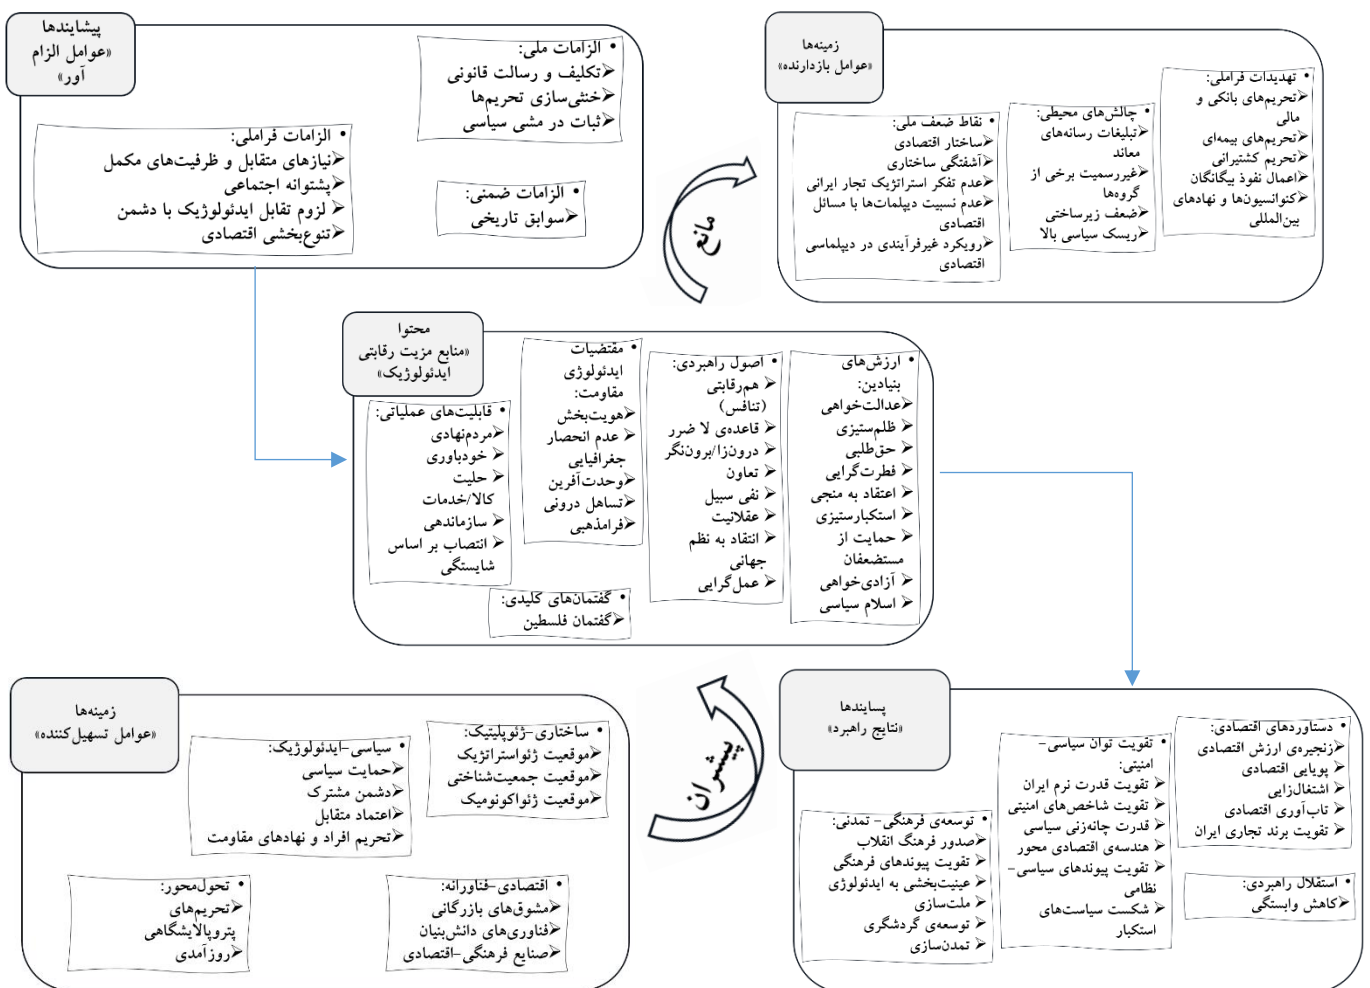 پیشایندها
«عوامل الزام
آور»
• الزامات ملی:
⮚تکلیف و رسالت قانونی
⮚خنثی‌سازی تحریم‌ها
⮚ثبات در مشی سیاسی
• الزامات فراملی:
⮚نیازهای متقابل و ظرفیت‌های مکمل
⮚پشتوانه اجتماعی
⮚لزوم تقابل ایدئولوژیک با دشمن
⮚تنوع‌بخشی اقتصادی
• الزامات ضمنی:
⮚سوابق تاریخی
مانع
زمینه‌ها
«عوامل بازدارنده»
• تهدیدات فراملی:
⮚تحریم‌های بانکی و
مالی
⮚تحریم‌های بیمه‌ای
⮚تحریم کشتیرانی
⮚اعمال نفوذ بیگانگان
⮚کنوانسیون‌ها و نهادهای
بین‌المللی
• چالش‌های محیطی:
⮚تبلیغات رسانه‌های
معاند
⮚غیررسمیت برخی از
گروه‌ها
⮚ضعف زیرساختی
⮚ریسک سیاسی بالا
• نقاط ضعف ملی:
⮚ساختار اقتصادی
⮚آشفتگی ساختاری
⮚عدم تفکر استراتژیک تجار ایرانی
⮚عدم نسبیت دیپلمات‌ها با مسائل
اقتصادی
⮚رویکرد غیرفرآیندی در دیپلماسی
اقتصادی
محتوا
«منابع مزیت رقابتی
ایدئولوژیک»
• ارزش‌های
بنیادین:
⮚عدالت‌خواهی
⮚ظلم‌ستیزی
⮚حق‌طلبی
⮚فطرت‌گرایی
⮚اعتقاد به منجی
⮚استکبارستیزی
⮚حمایت از
مستضعفان
⮚آزادی‌خواهی
⮚اسلام سیاسی
• اصول راهبردی:
⮚هم‌رقابتی
(تنافس)
⮚قاعده‌ی لا ضرر
⮚درون‌زا/برون‌نگر
⮚تعاون
⮚نفی سبیل
⮚عقلانیت
⮚انتقاد به نظم
جهانی
⮚عمل‌گرایی
• مقتضیات
ایدئولوژی
مقاومت:
⮚هویت‌بخش
⮚عدم انحصار
جغرافیایی
⮚وحدت‌آفرین
⮚تساهل درونی
⮚فرامذهبی
• قابلیت‌های عملیاتی:
⮚مردم‌نهادی
⮚خودباوری
⮚حلیت
کالا/خدمات
⮚سازماندهی
⮚انتصاب بر اساس
شایستگی
• گفتمان‌های کلیدی:
⮚گفتمان فلسطین
پیشران
زمینه‌ها
«عوامل تسهیل‌کننده»
• ساختاری-ژئوپلیتیک:
⮚موقعیت ژئواستراتژیک
⮚موقعیت جمعیت‌شناختی
⮚موقعیت ژئواکونومیک
• سیاسی-ایدئولوژیک:
⮚حمایت سیاسی
⮚دشمن مشترک
⮚اعتماد متقابل
⮚تحریم افراد و نهادهای مقاومت
• اقتصادی-فناورانه:
⮚مشوق‌های بازرگانی
⮚فناوری‌های دانش‌بنیان
⮚صنایع فرهنگی-اقتصادی
• تحول‌محور:
⮚تحریم‌های
پتروپالایشگاهی
⮚روزآمدی
پسایندها
«نتایج راهبرد»
• دستاوردهای اقتصادی:
⮚زنجیره‌ی ارزش اقتصادی
⮚پویایی اقتصادی
⮚اشتغال‌زایی
⮚تاب‌آوری اقتصادی
⮚تقویت برند تجاری ایران
• تقویت توان سیاسی-
امنیتی:
⮚تقویت قدرت نرم ایران
⮚تقویت شاخص‌های امنیتی
⮚قدرت چانه‌زنی سیاسی
⮚هندسه‌ی اقتصادی محور
⮚تقویت پیوندهای سیاسی-
نظامی
⮚شکست سیاست‌های
استکبار
• توسعه‌ی فرهنگی- تمدنی:
⮚صدور فرهنگ انقلاب
⮚تقویت پیوندهای فرهنگی
⮚عینیت‌بخشی به ایدئولوژی
⮚ملت‌سازی
⮚توسعه‌ی گردشگری
⮚تمدن‌سازی
• استقلال راهبردی:
⮚کاهش وابستگی